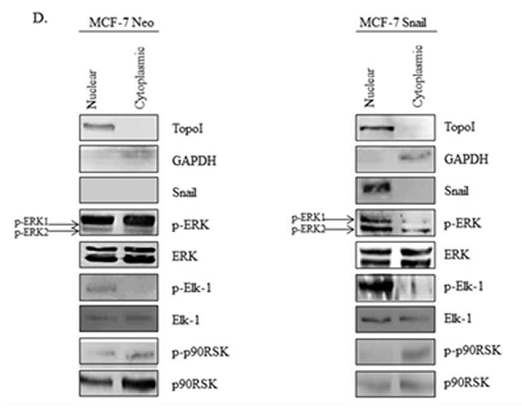 D.
MCF-7 Neo
Nuclear
Cytoplasmic
TopoI
GAPDH
Snail
p-ERK1
p-ERK2
p-ERK
ERK
p-Elk-1
Elk-1
p-p90RSK
p90RSK
MCF-7 Snail
Nuclear
Cytoplasmic
TopoI
GAPDH
Snail
p-ERK1
p-ERK2
p-ERK
ERK
p-Elk-1
Elk-1
p-p90RSK
p90RSK